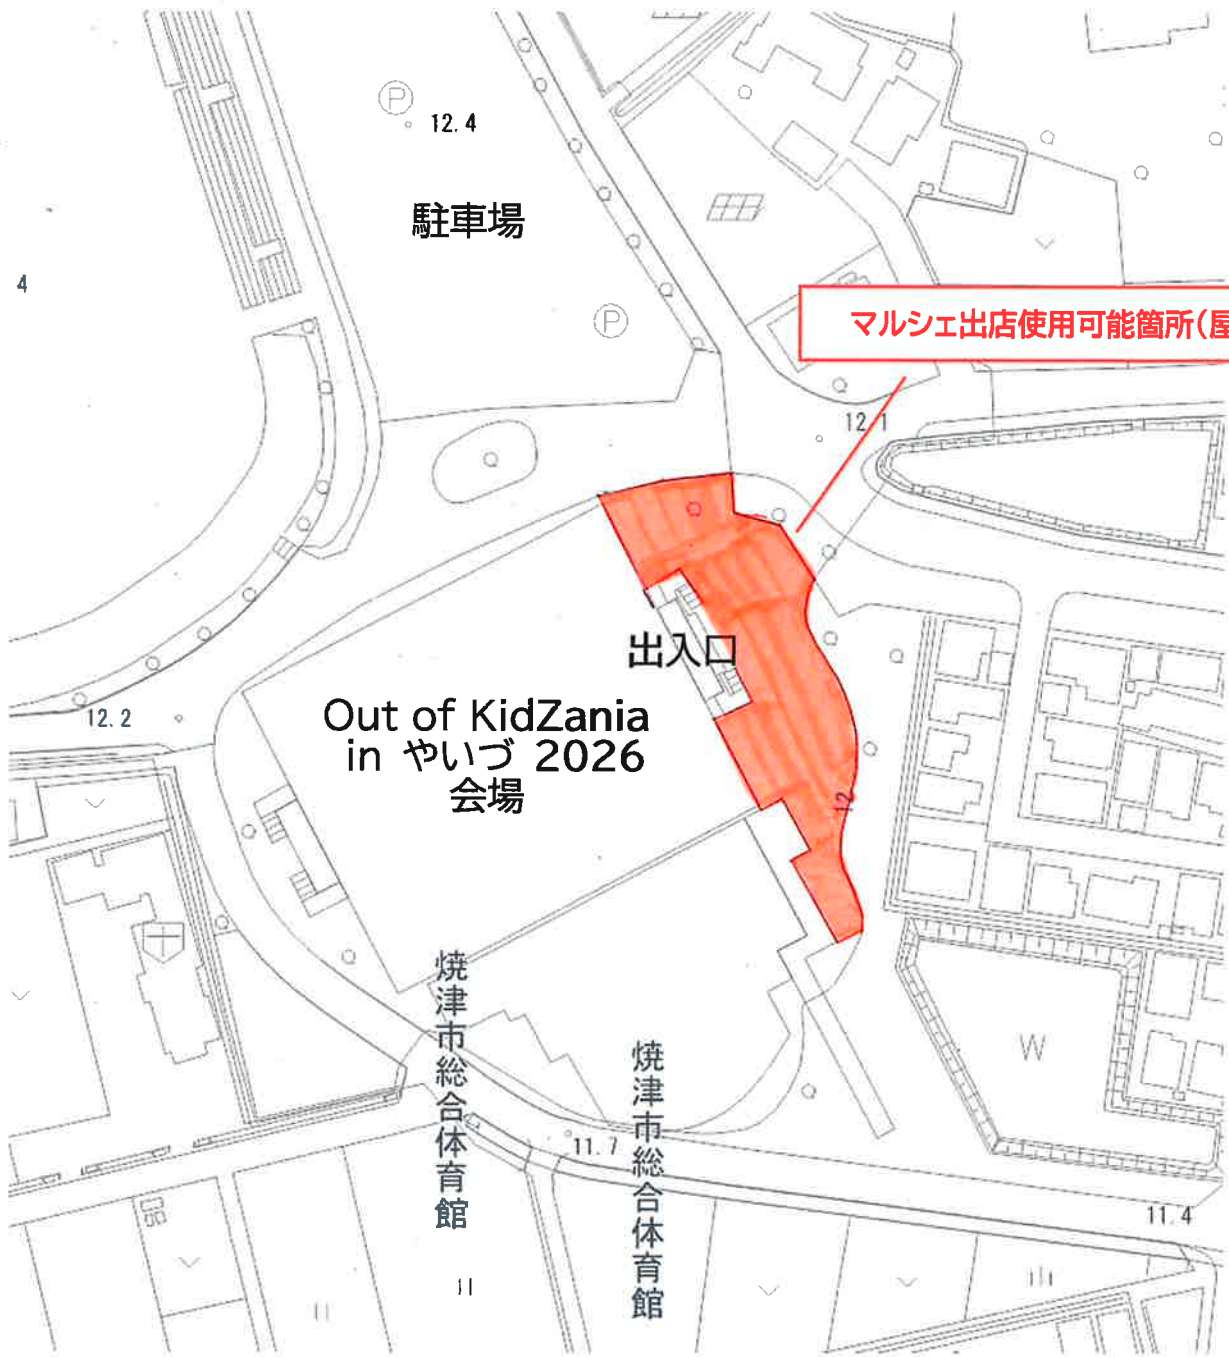 Ⓟ
12.4
駐車場
4
Ⓟ
マルシェ出店使用可能箇所(屋
12.1
出入口
Out of KidZania
in やいづ 2026
会場
12.2
12
焼津市総合体育館
焼津市総合体育館
W
11.7
11.4